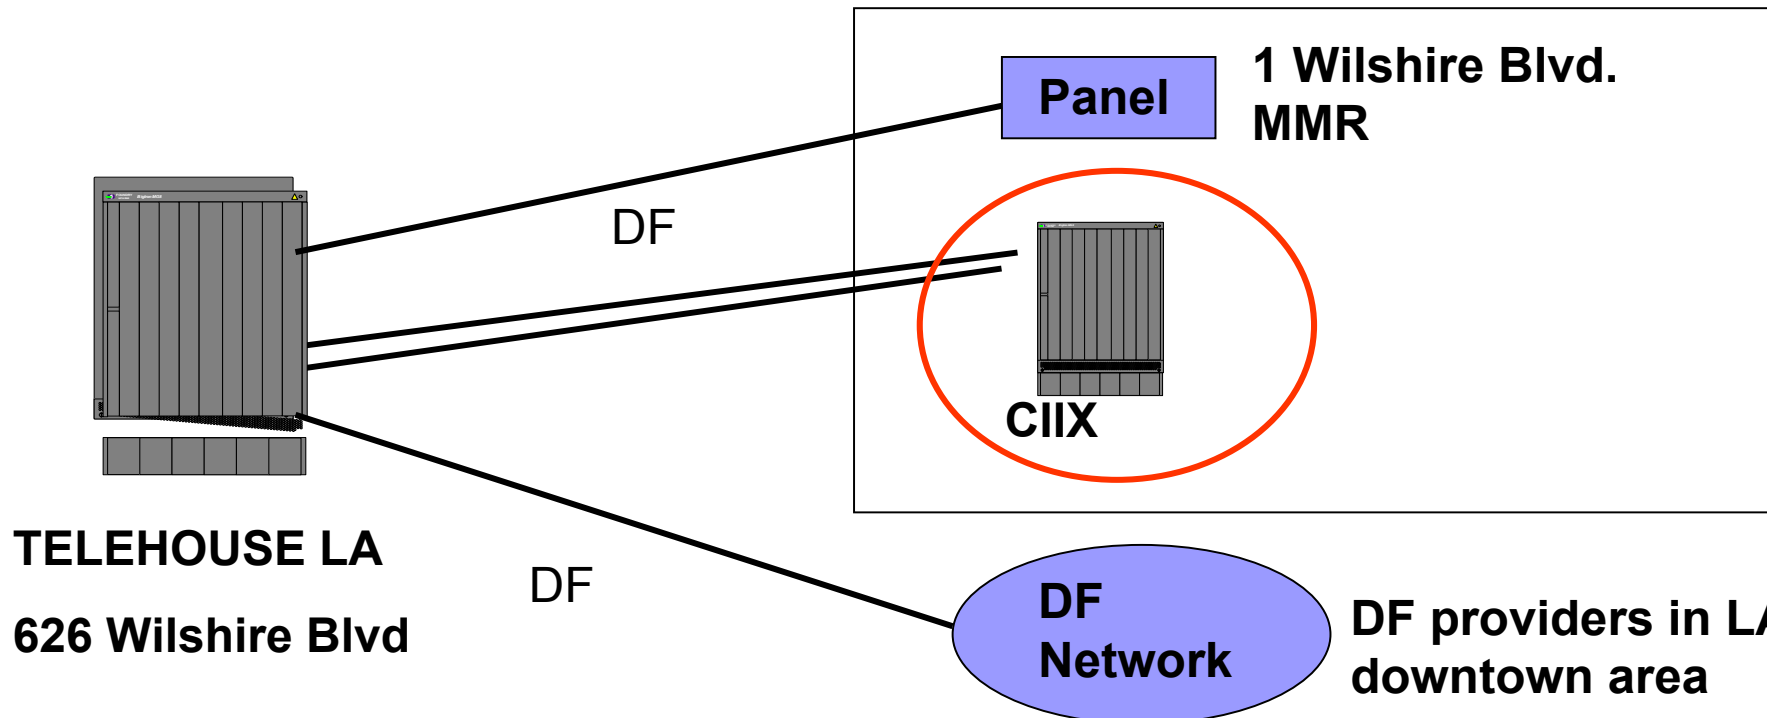 Panel
1 Wilshire Blvd.
MMR
DF
CIIX
TELEHOUSE LA
626 Wilshire Blvd
DF
DF
Network
DF providers in LA
downtown area